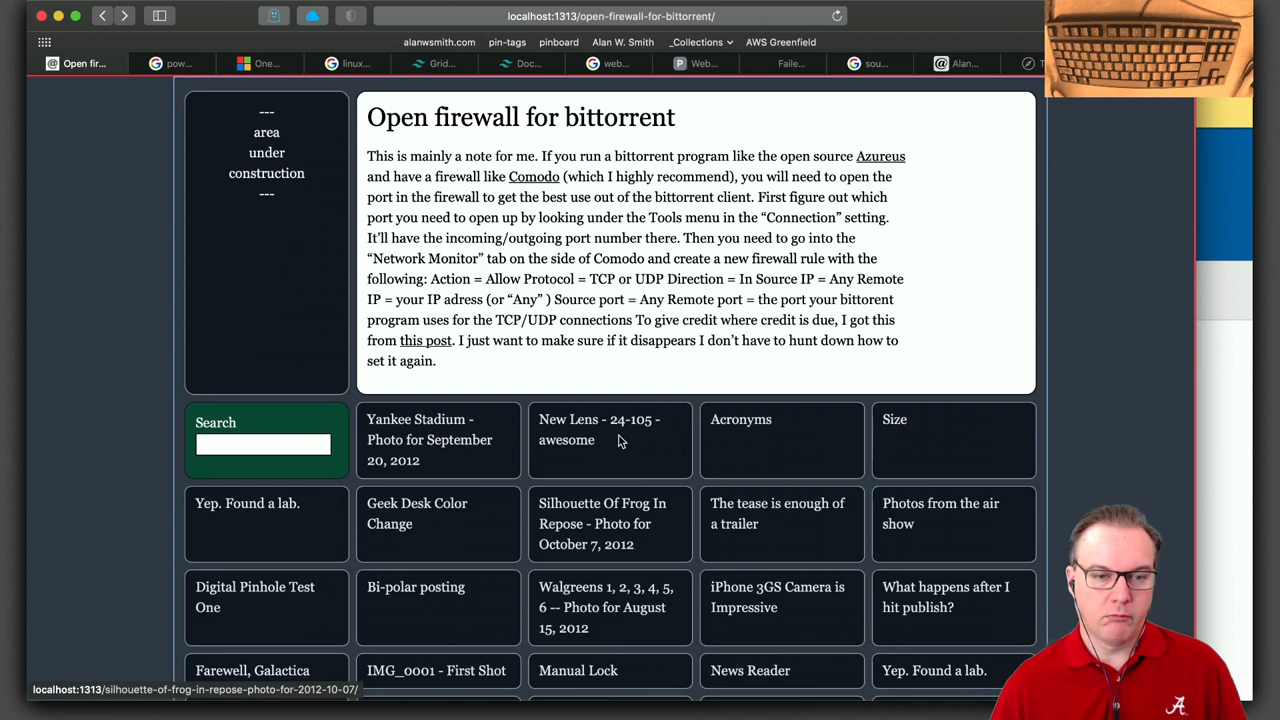 localhost:1313/open-firewall-for-bittorrent/
alanwsmith.com
pin-tags
pinboard
Alan W. Smith
_Collections
AWS Greenfield
Open fir...
pow...
One...
linux...
Grid...
Doc...
web...
Web...
Faile...
sou...
Alan...
---
area
under
construction
---
Open firewall for bittorrent
This is mainly a note for me. If you run a bittorrent program like the open source Azureus
and have a firewall like Comodo (which I highly recommend), you will need to open the
port in the firewall to get the best use out of the bittorrent client. First figure out which
port you need to open up by looking under the Tools menu in the “Connection” setting.
It’ll have the incoming/outgoing port number there. Then you need to go into the
“Network Monitor” tab on the side of Comodo and create a new firewall rule with the
following: Action = Allow Protocol = TCP or UDP Direction = In Source IP = Any Remote
IP = your IP adress (or “Any” ) Source port = Any Remote port = the port your bittorent
program uses for the TCP/UDP connections To give credit where credit is due, I got this
from this post. I just want to make sure if it disappears I don’t have to hunt down how to
set it again.
Search
Yankee Stadium -
Photo for September
20, 2012
New Lens - 24-105 -
awesome
Acronyms
Size
Yep. Found a lab.
Geek Desk Color
Change
Silhouette Of Frog In
Repose - Photo for
October 7, 2012
The tease is enough of
a trailer
Photos from the air
show
Digital Pinhole Test
One
Bi-polar posting
Walgreens 1, 2, 3, 4, 5,
6 -- Photo for August
15, 2012
iPhone 3GS Camera is
Impressive
What happens after I
hit publish?
Farewell, Galactica
IMG_0001 - First Shot
Manual Lock
News Reader
Yep. Found a lab.
localhost:1313/silhouette-of-frog-in-repose-photo-for-2012-10-07/
A